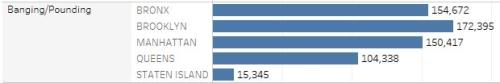 Banging/Pounding BRONX 154,672
BROOKLYN 172,395
MANHATTAN 150,417
QUEENS 104,338
STATEN ISLAND 15,345